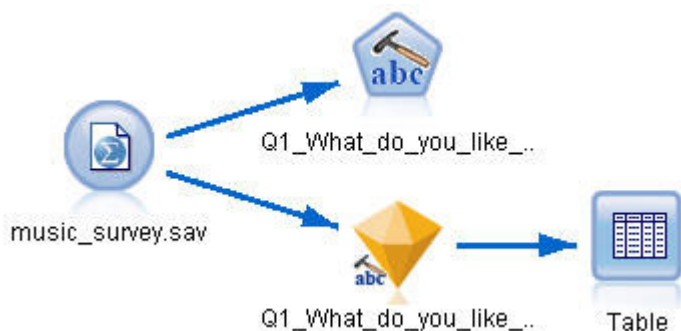 abc
Q1_What_do_you_like_..
music_survey.sav
abc
Q1_What_do_you_like_..
Table